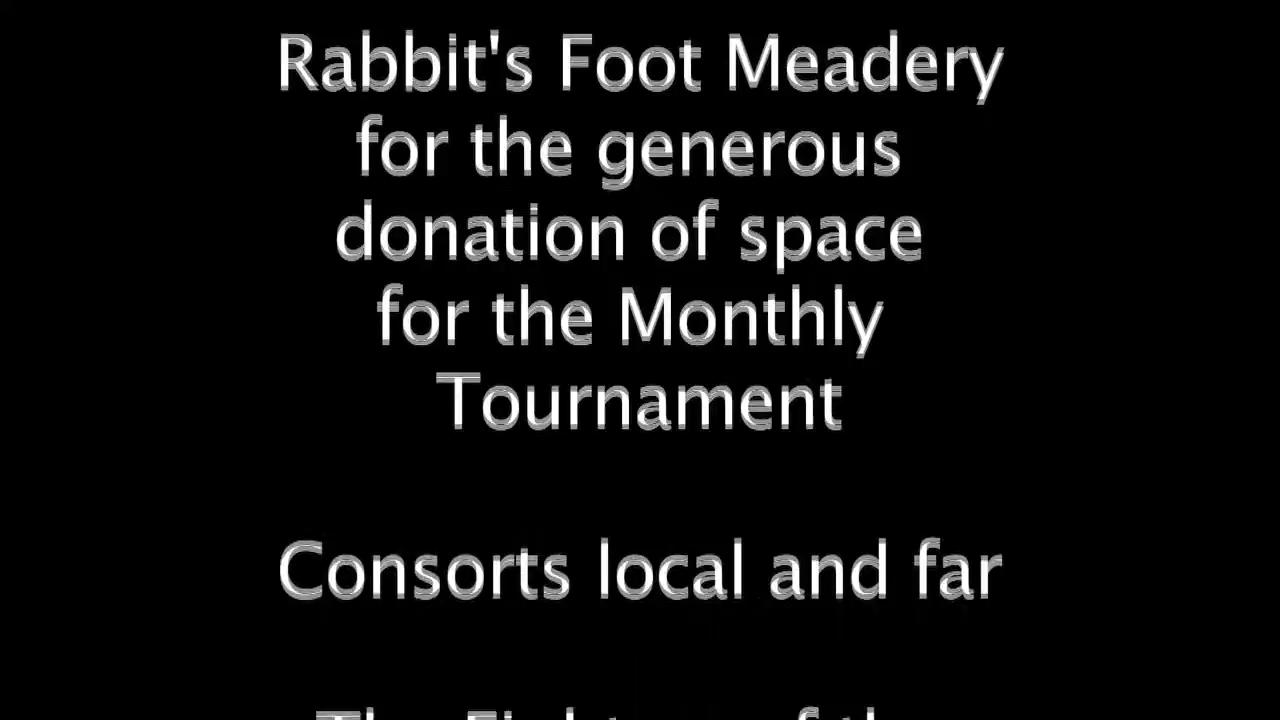 Rabbit's Foot Meadery
for the generous
donation of space
for the Monthly
Tournament
Consorts local and far